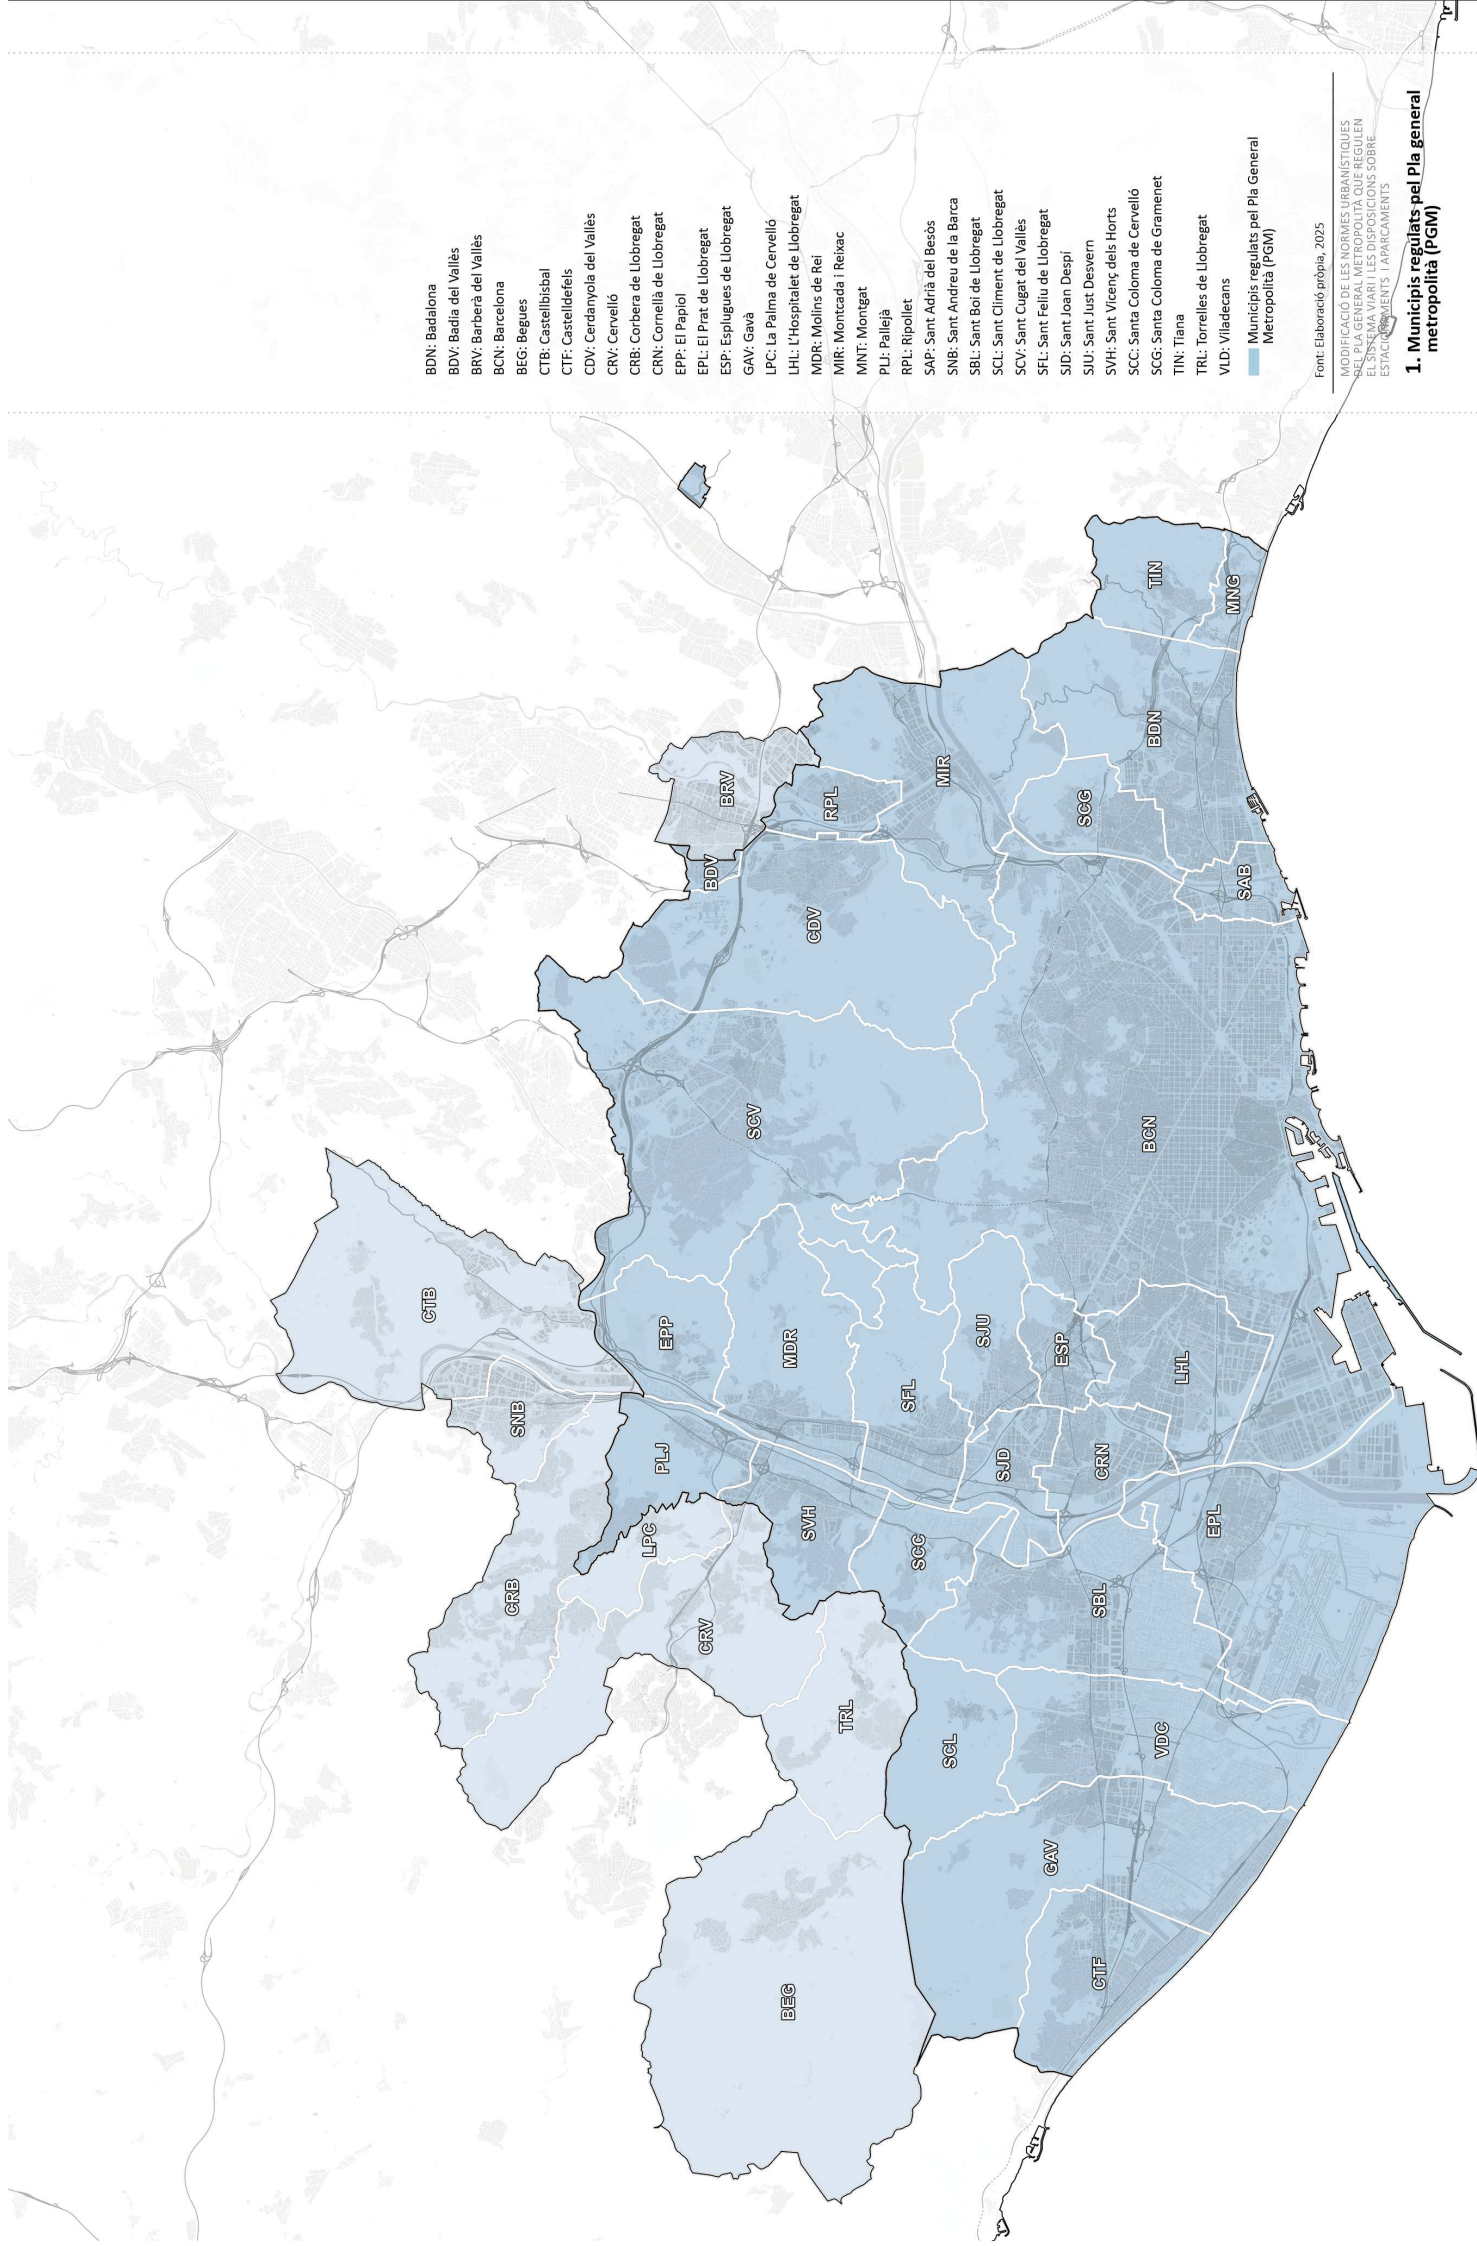 BDN: Badalona
BDV: Badia del Vallès
BRV: Barberà del Vallès
BCN: Barcelona
BEG: Begues
CTB: Castellbisbal
CTF: Castelldefels
CDV: Cerdanyola del Vallès
CRV: Cervelló
CRB: Corbera de Llobregat
CRN: Cornellà de Llobregat
EPP: El Papiol
EPL: El Prat de Llobregat
ESP: Esplugues de Llobregat
GAV: Gavà
LPC: La Palma de Cervelló
LHL: L'Hospitalet de Llobregat
MDR: Molins de Rei
MIR: Montcada i Reixac
MNT: Montgat
PLJ: Pallejà
RPL: Ripollet
SAP: Sant Adrià del Besòs
SNB: Sant Andreu de la Barca
SBL: Sant Boi de Llobregat
SCL: Sant Climent de Llobregat
SCV: Sant Cugat del Vallès
SFL: Sant Feliu de Llobregat
SJD: Sant Joan Despí
SJU: Sant Just Desvern
SVH: Sant Vicenç dels Horts
SCC: Santa Coloma de Cervelló
SCG: Santa Coloma de Gramenet
TIN: Tiana
TRL: Torrelles de Llobregat
VLD: Viladecans
Municipis regulats pel Pla General
Metropolità (PGM)
Font: Elaboració pròpia, 2025
MODIFICACIÓ DE LES NORMES URBANÍSTIQUES
DEL PLA GENERAL METROPOLITÀ QUE REGULEN
EL SISTEMA VIARI I LES DISPOSICIONS SOBRE
ESTACIONAMENTS I APARCAMENTS
1. Municipis regulats pel Pla general
metropolità (PGM)
CTB
SNB
CRB
BRV
BDV
EPP
PLJ
LPC
CRV
SCV
CDV
RPL
MDR
SVH
BEG
TRL
MIR
SFL
SCC
SCL
SJU
SJD
GAV
ESP
SCG
CRN
SBL
CTF
TIN
BDN
BCN
VDC
LHL
EPL
MNG
SAB